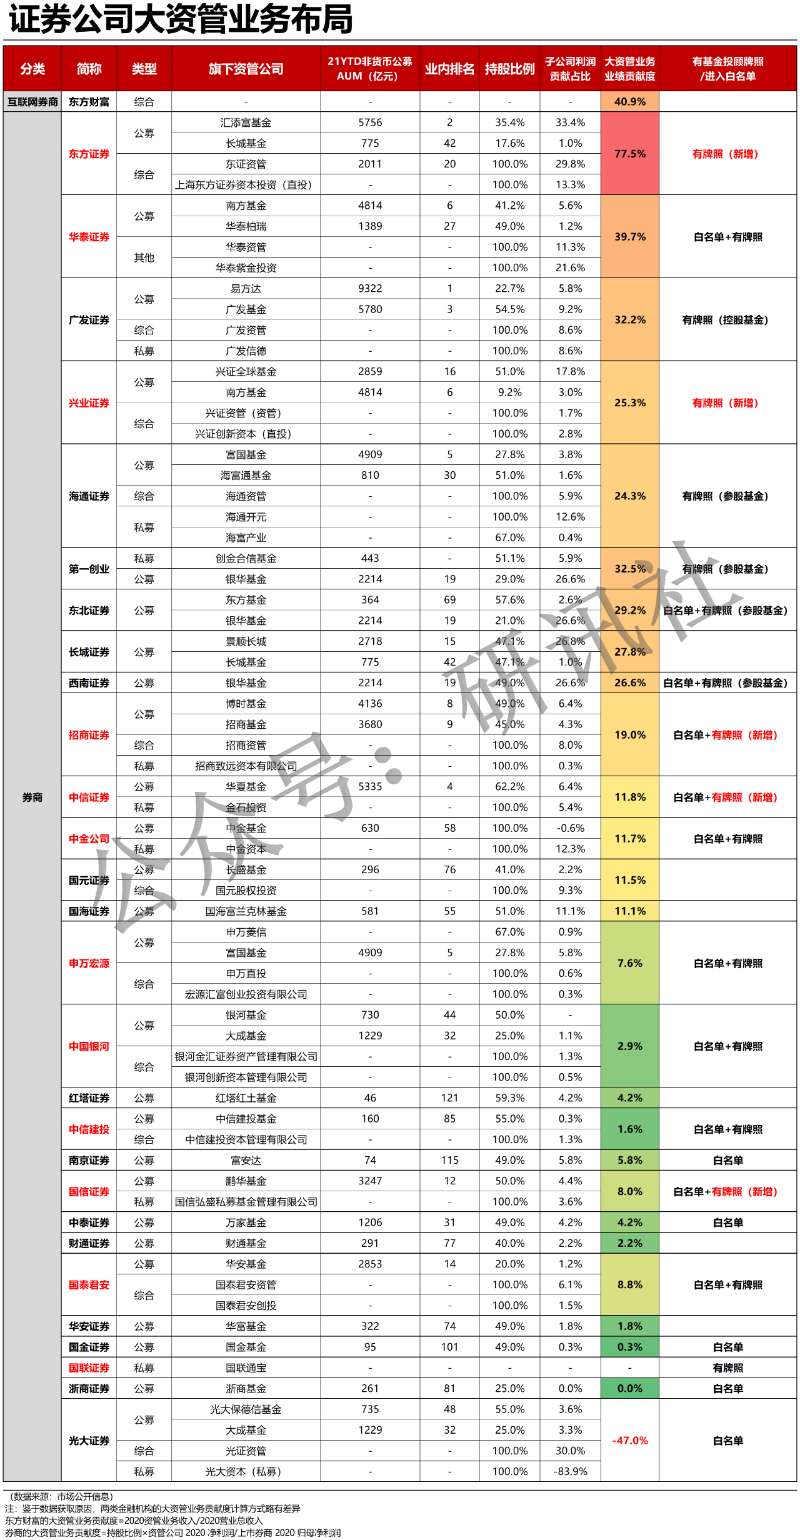 证券公司大资管业务布局
分类 简称 类型 旗下资管公司 21YTD非货币公募AUM（亿元） 业内排名 持股比例 子公司利润贡献占比 大资管业务业绩贡献度 有基金投顾牌照/进入白名单
互联网券商 东方财富 综合 - - - - - 40.9%
券商
东方证券 公募 汇添富基金 5756 2 35.4% 33.4% 77.5% 有牌照（新增）
长城基金 775 42 17.6% 1.0%
综合 东证资管 2011 20 100.0% 29.8%
上海东方证券资本投资（直投） - - 100.0% 13.3%
华泰证券 公募 南方基金 4814 6 41.2% 5.6% 39.7% 白名单+有牌照
华泰柏瑞 1389 27 49.0% 1.2%
其他 华泰资管 - - 100.0% 11.3%
华泰紫金投资 - - 100.0% 21.6%
广发证券 公募 易方达 9322 1 22.7% 5.8% 32.2% 有牌照（控股基金）
广发基金 5780 3 54.5% 9.2%
综合 广发资管 - - 100.0% 8.6%
私募 广发信德 - - 100.0% 8.6%
兴业证券 公募 兴证全球基金 2859 16 51.0% 17.8% 25.3% 有牌照（新增）
南方基金 4814 6 9.2% 3.0%
综合 兴证资管（资管） - - 100.0% 1.7%
兴证创新资本（直投） - - 100.0% 2.8%
海通证券 公募 富国基金 4909 5 27.8% 3.8% 24.3% 有牌照（参股基金）
海富通基金 810 30 51.0% 1.6%
综合 海通资管 - - 100.0% 5.9%
私募 海通开元 - - 100.0% 12.6%
海富产业 - - 67.0% 0.4%
第一创业 私募 创金合信基金 443 - 51.1% 5.9% 32.5% 有牌照（参股基金）
公募 银华基金 2214 19 29.0% 26.6%
东北证券 公募 东方基金 364 69 57.6% 2.6% 29.2% 白名单+有牌照（参股基金）
银华基金 2214 19 21.0% 26.6%
长城证券 公募 景顺长城 2718 15 47.1% 26.8% 27.8%
长城基金 775 42 47.1% 1.0%
西南证券 公募 银华基金 2214 19 49.0% 26.6% 26.6% 白名单+有牌照（参股基金）
招商证券 公募 博时基金 4136 8 49.0% 6.4% 19.0% 白名单+有牌照（新增）
招商基金 3680 9 45.0% 4.3%
综合 招商资管 - - 100.0% 8.0%
私募 招商致远资本有限公司 - - 100.0% 0.3%
中信证券 公募 华夏基金 5335 4 62.2% 6.4% 11.8% 白名单+有牌照（新增）
私募 金石投资 - - 100.0% 5.4%
中金公司 公募 中金基金 630 58 100.0% -0.6% 11.7% 白名单+有牌照
私募 中金资本 - - 100.0% 12.3%
国元证券 公募 长盛基金 296 76 41.0% 2.2% 11.5%
综合 国元股权投资 - - 100.0% 9.3%
国海证券 公募 国海富兰克林基金 581 55 51.0% 11.1% 11.1%
申万宏源 公募 申万菱信 - - 67.0% 0.9% 7.6% 白名单+有牌照
富国基金 4909 5 27.8% 5.8%
综合 申万直投 - - 100.0% 0.6%
宏源汇富创业投资有限公司 - - 100.0% 0.3%
中国银河 公募 银河基金 730 44 50.0% - 2.9% 白名单+有牌照
大成基金 1229 32 25.0% 1.1%
综合 银河金汇证券资产管理有限公司 - - 100.0% 1.3%
银河创新资本管理有限公司 - - 100.0% 0.5%
红塔证券 公募 红塔红土基金 46 121 59.3% 4.2% 4.2%
中信建投 公募 中信建投基金 160 85 55.0% 0.3% 1.6% 白名单+有牌照
综合 中信建投资本管理有限公司 - - 100.0% 1.3%
南京证券 公募 富安达 74 115 49.0% 5.8% 5.8% 白名单
国信证券 公募 鹏华基金 3247 12 50.0% 4.4% 8.0% 白名单+有牌照（新增）
私募 国信弘盛私募基金管理有限公司 - - 100.0% 3.6%
中泰证券 公募 万家基金 1206 31 49.0% 4.2% 4.2% 白名单
财通证券 公募 财通基金 291 77 40.0% 2.2% 2.2%
国泰君安 公募 华安基金 2853 14 20.0% 1.2% 8.8% 白名单+有牌照
综合 国泰君安资管 - - 100.0% 6.1%
国泰君安创投 - - 100.0% 1.5%
华安证券 公募 华富基金 322 74 49.0% 1.8% 1.8%
国金证券 公募 国金基金 95 101 49.0% 0.3% 0.3% 白名单
国联证券 私募 国联通宝 - - - - - 有牌照
浙商证券 公募 浙商基金 261 81 25.0% 0.0% 0.0% 白名单
光大证券 公募 光大保德信基金 735 48 55.0% 3.6% -47.0% 白名单
大成基金 1229 32 25.0% 3.3%
综合 光证资管 - - 100.0% 30.0%
私募 光大资本（私募） - - 100.0% -83.9%
（数据来源：市场公开信息）
注：鉴于数据获取原因，两类金融机构的大资管业务贡献度计算方式略有差异
东方财富的大资管业务贡献度=2020资管业务收入/2020营业总收入
券商的大资管业务贡献度=持股比例×资管公司 2020 净利润/上市券商 2020 归母净利润
公众号：研讯社